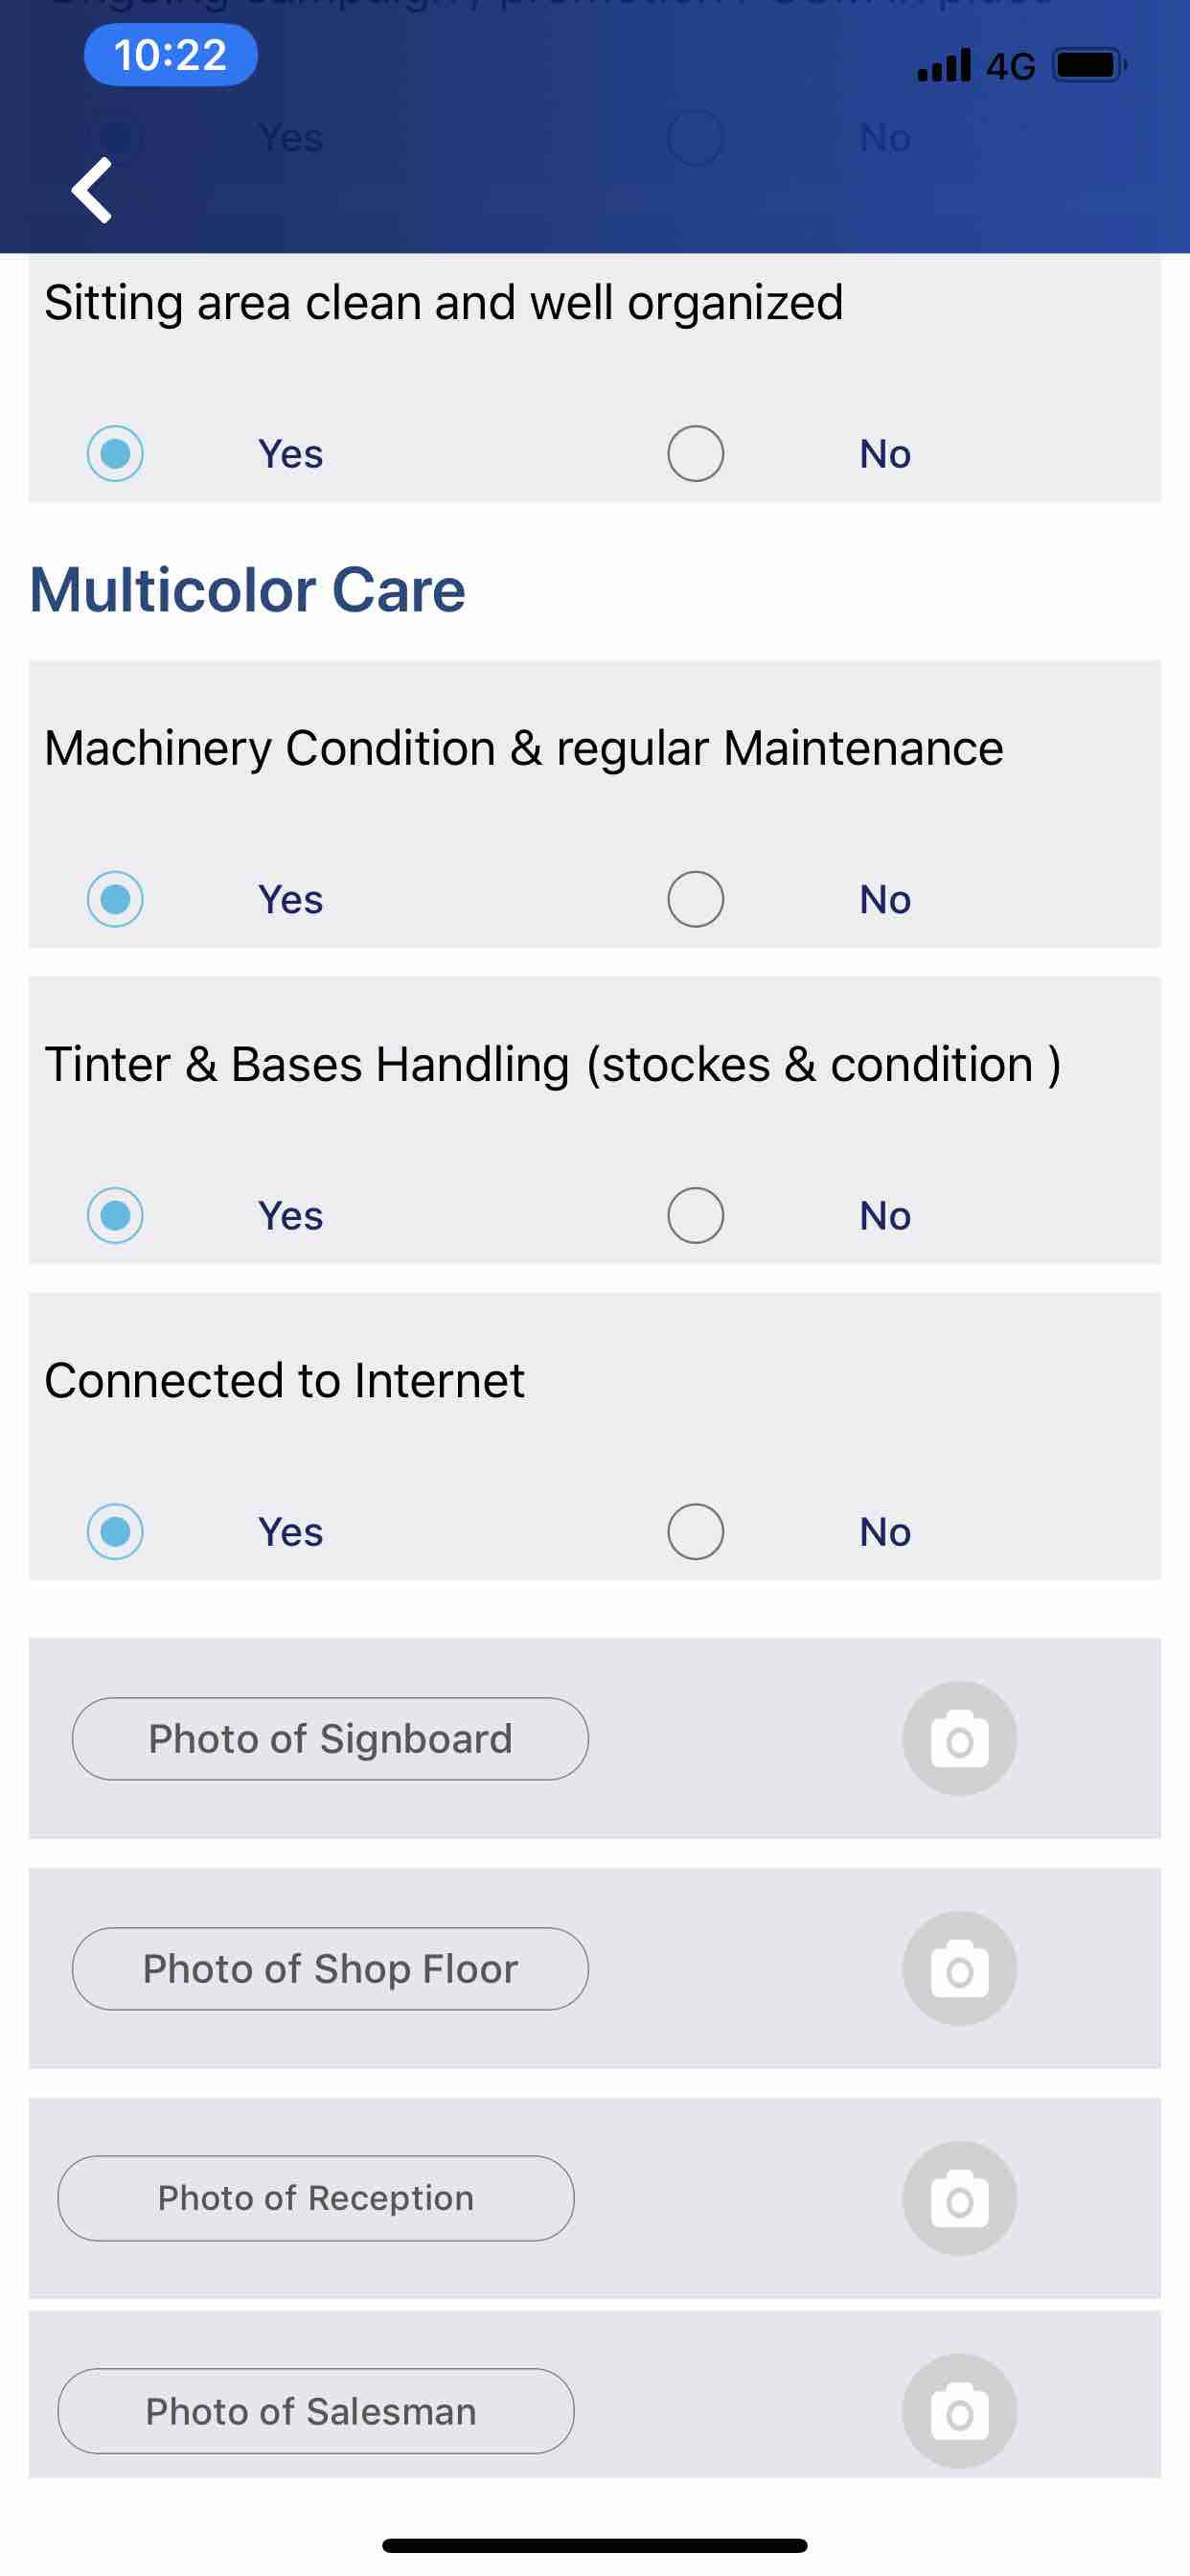 10:22
4G
Yes No
Sitting area clean and well organized
Yes No
Multicolor Care
Machinery Condition & regular Maintenance
Yes No
Tinter & Bases Handling (stockes & condition )
Yes No
Connected to Internet
Yes No
Photo of Signboard
Photo of Shop Floor
Photo of Reception
Photo of Salesman